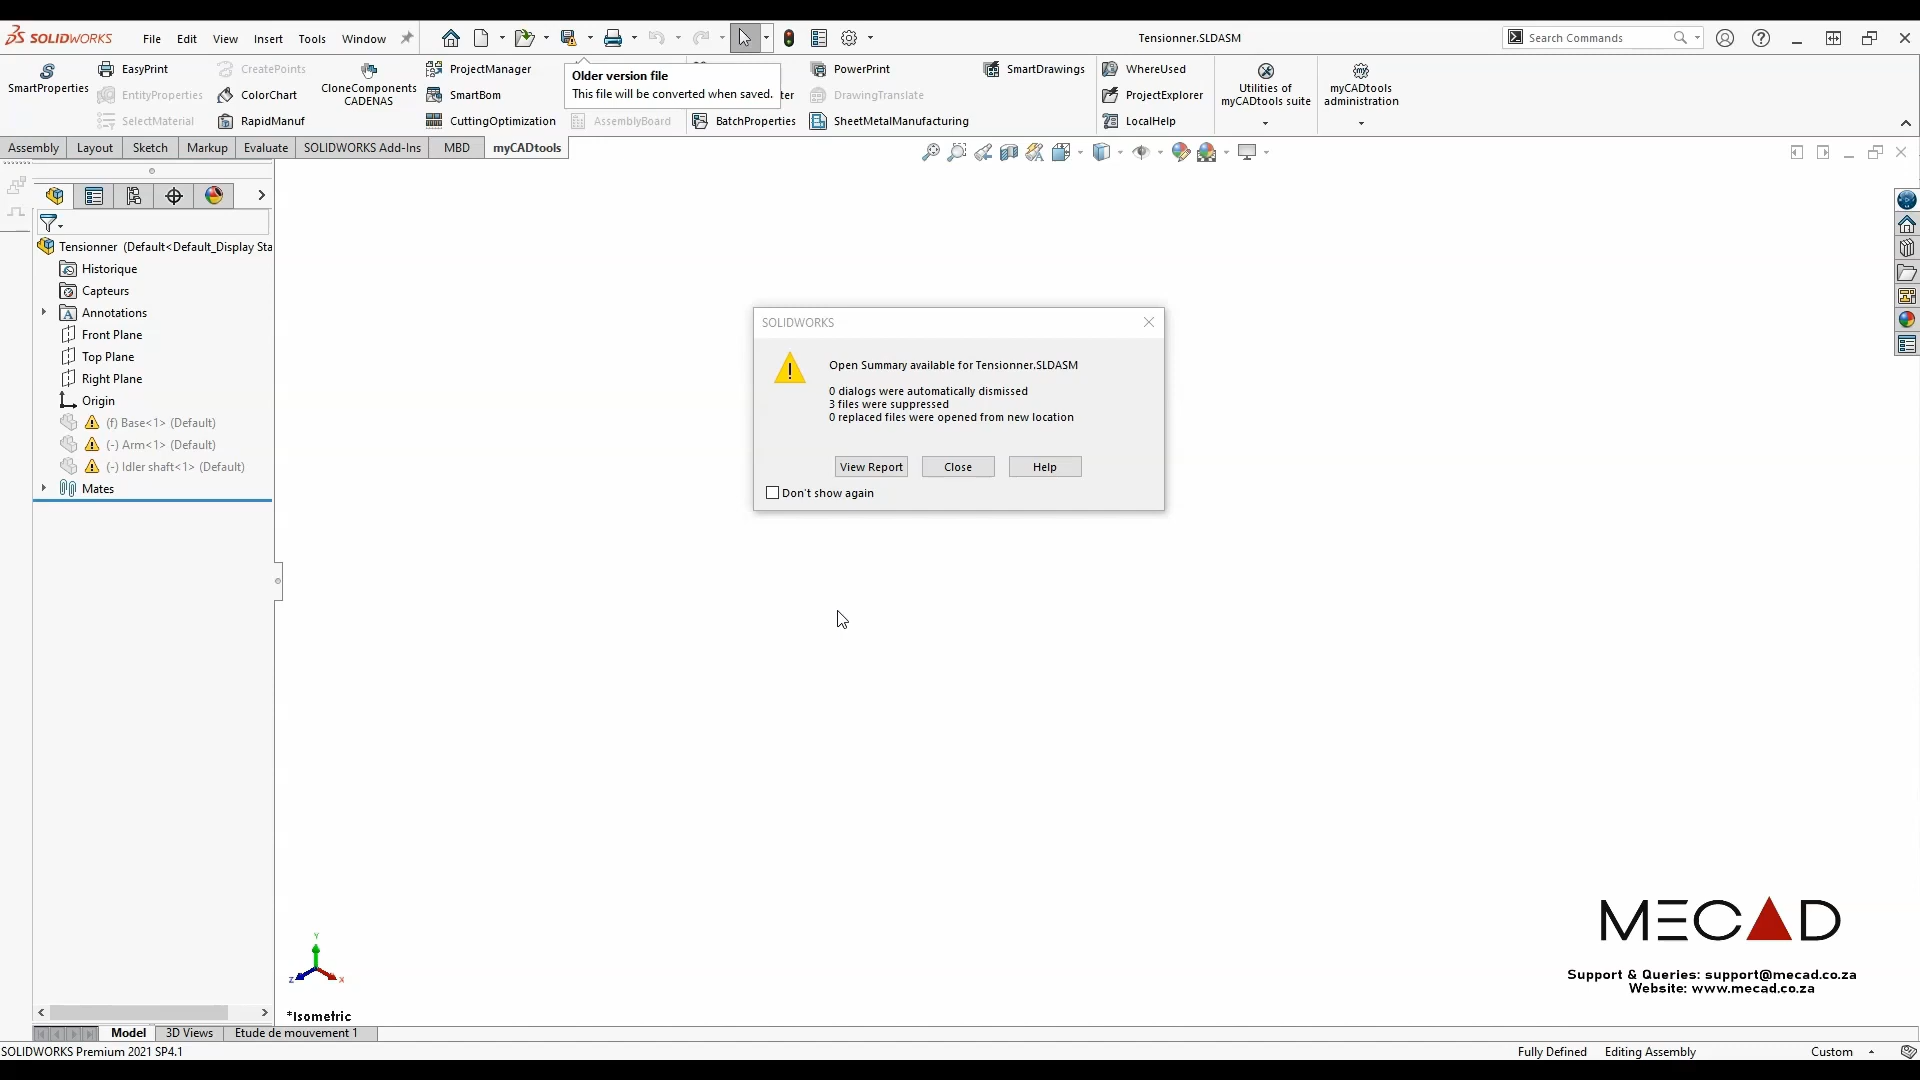 SOLIDWORKS File Edit View Insert Tools Window Tensionner.SLDASM Search Commands
SmartProperties
EasyPrint
EntityProperties
SelectMaterial
CreatePoints
ColorChart
RapidManuf
CloneComponents
CADENAS
ProjectManager
SmartBom
CuttingOptimization
Older version file
This file will be converted when saved.
ter
AssemblyBoard
BatchProperties
PowerPrint
DrawingTranslate
SheetMetalManufacturing
SmartDrawings
WhereUsed
ProjectExplorer
LocalHelp
Utilities of
myCADtools suite
myCADtools
administration
Assembly Layout Sketch Markup Evaluate SOLIDWORKS Add-Ins MBD myCADtools
Tensionner (Default<Default_Display Sta
Historique
Capteurs
Annotations
Front Plane
Top Plane
Right Plane
Origin
(f) Base<1> (Default)
(-) Arm<1> (Default)
(-) Idler shaft<1> (Default)
Mates
SOLIDWORKS
Open Summary available for Tensionner.SLDASM
0 dialogs were automatically dismissed
3 files were suppressed
0 replaced files were opened from new location
View Report Close Help
Don't show again
MECAD
Support & Queries: support@mecad.co.za
Website: www.mecad.co.za
Y
Z X
*Isometric
Model 3D Views Etude de mouvement 1
SOLIDWORKS Premium 2021 SP4.1 Fully Defined Editing Assembly Custom